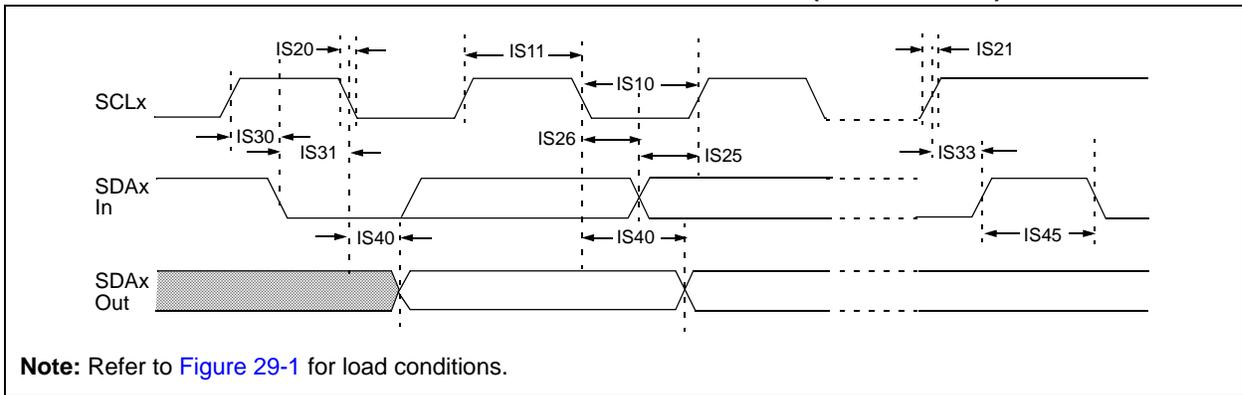 IS20
IS11
IS21
SCLx
IS10
IS30
IS26
IS31
IS25
IS33
SDAx
In
IS40
IS40
IS45
SDAx
Out
Note: Refer to Figure 29-1 for load conditions.